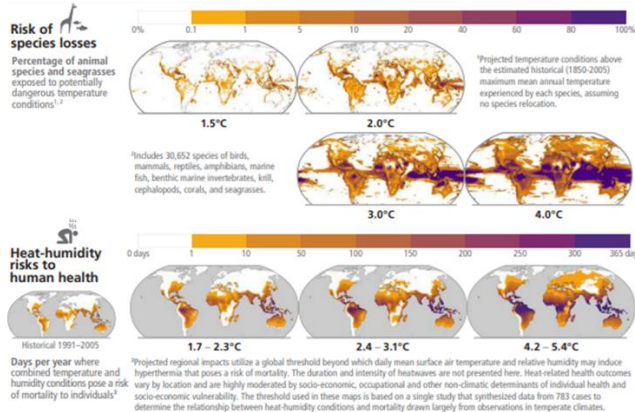 Risk of
species losses
Percentage of animal
species and seagrasses
exposed to potentially
dangerous temperature
conditions1, 2
0% 0.1 1 5 10 20 40 60 80 100%
1Projected temperature conditions above
the estimated historical (1850-2005)
maximum mean annual temperature
experienced by each species, assuming
no species relocation.
1.5°C 2.0°C
2Includes 30,652 species of birds,
mammals, reptiles, amphibians, marine
fish, benthic marine invertebrates, krill,
cephalopods, corals, and seagrasses.
3.0°C 4.0°C
Heat-humidity
risks to
human health
0 days 1 10 50 100 150 200 250 300 365 day
Historical 1991–2005
1.7 – 2.3°C 2.4 – 3.1°C 4.2 – 5.4°C
Days per year where
combined temperature and
humidity conditions pose a risk
of mortality to individuals3
3Projected regional impacts utilize a global threshold beyond which daily mean surface air temperature and relative humidity may induce
hyperthermia that poses a risk of mortality. The duration and intensity of heatwaves are not presented here. Heat-related health outcomes
vary by location and are highly moderated by socio-economic, occupational and other non-climatic determinants of individual health and
socio-economic vulnerability. The threshold used in these maps is based on a single study that synthesized data from 783 cases to
determine the relationship between heat-humidity conditions and mortality drawn largely from observations in temperate climates.